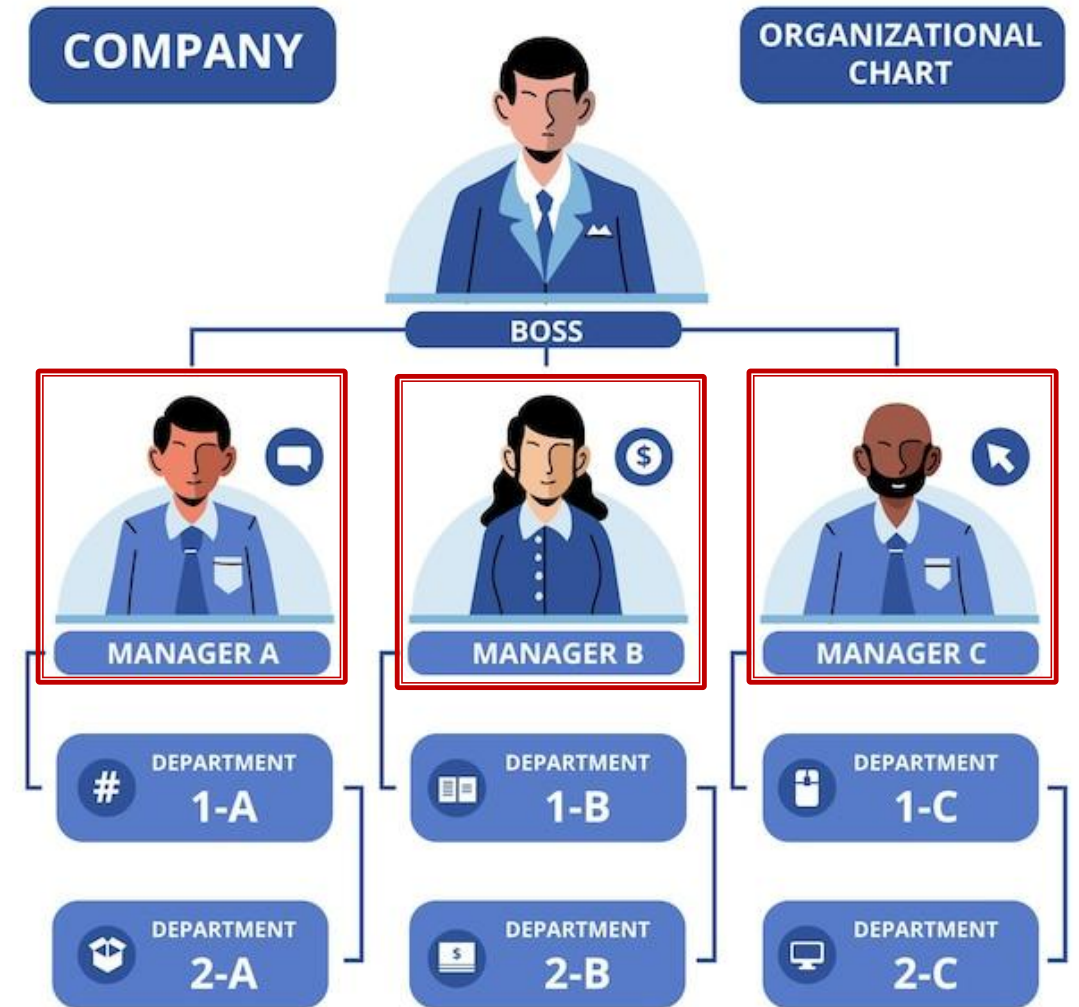 COMPANY
ORGANIZATIONAL
CHART
BOSS
MANAGER A
MANAGER B
MANAGER C
$
#
DEPARTMENT
1-A
DEPARTMENT
1-B
DEPARTMENT
1-C
DEPARTMENT
2-A
$
DEPARTMENT
2-B
DEPARTMENT
2-C